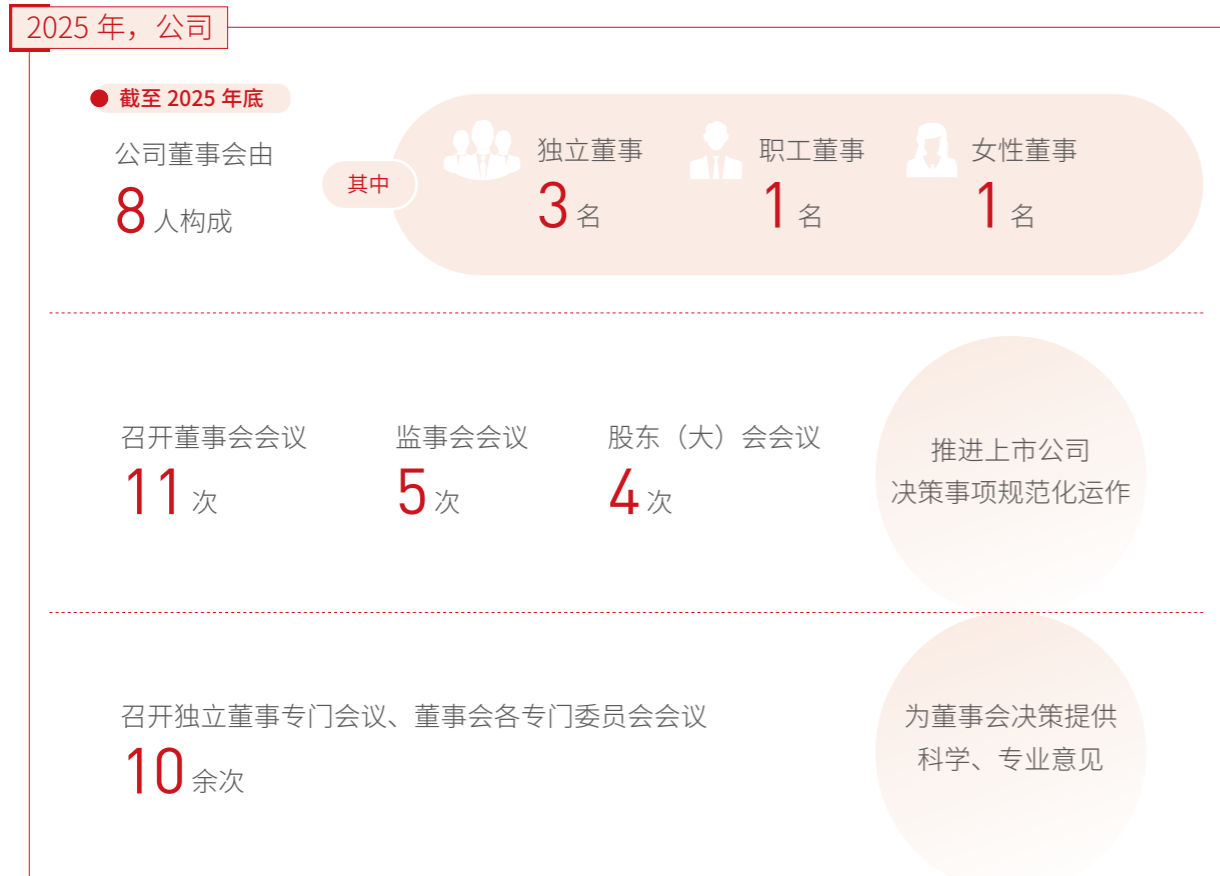 2025 年，公司
截至 2025 年底
公司董事会由
8 人构成
其中
独立董事
3 名
职工董事
1 名
女性董事
1 名
召开董事会会议
11 次
监事会会议
5 次
股东（大）会会议
4 次
推进上市公司
决策事项规范化运作
召开独立董事专门会议、董事会各专门委员会会议
10 余次
为董事会决策提供
科学、专业意见